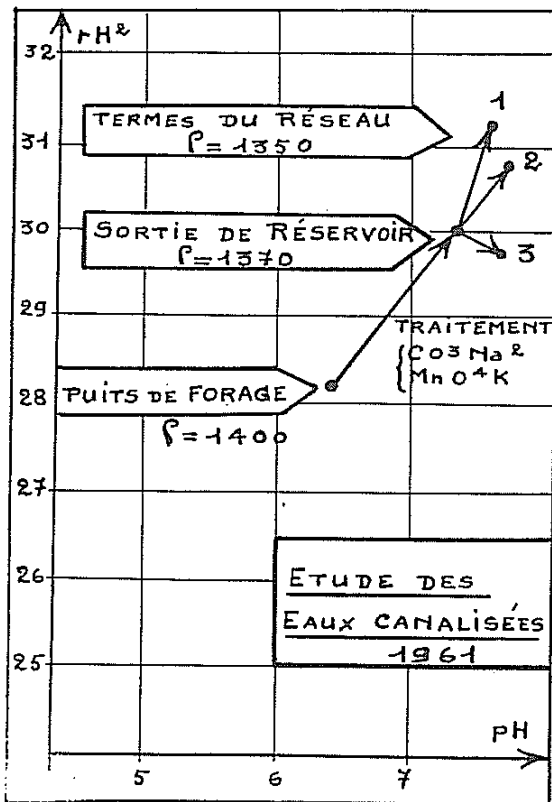 rH²
32
1
TERMES DU RÉSEAU
ρ=1350
31
2
30
SORTIE DE RÉSERVOIR
ρ=1370
3
29
TRAITEMENT
{CO³Na²
MnO⁴K
28
PUITS DE FORAGE
ρ=1400
27
26
ETUDE DES
EAUX CANALISÉES
1961
25
pH
5
6
7